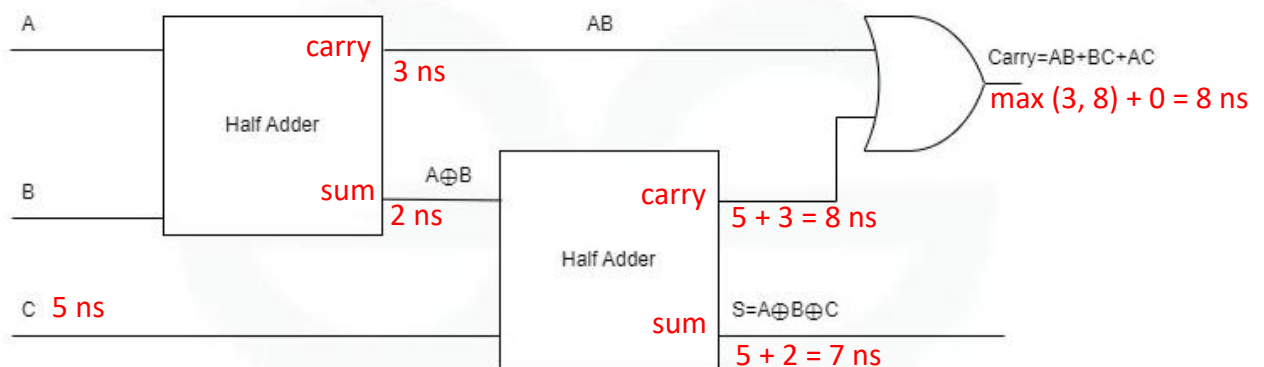 A
carry
AB
3 ns
Carry=AB+BC+AC
max (3, 8) + 0 = 8 ns
Half Adder
B
sum
A⊕B
2 ns
carry
5 + 3 = 8 ns
Half Adder
C 5 ns
sum
S=A⊕B⊕C
5 + 2 = 7 ns